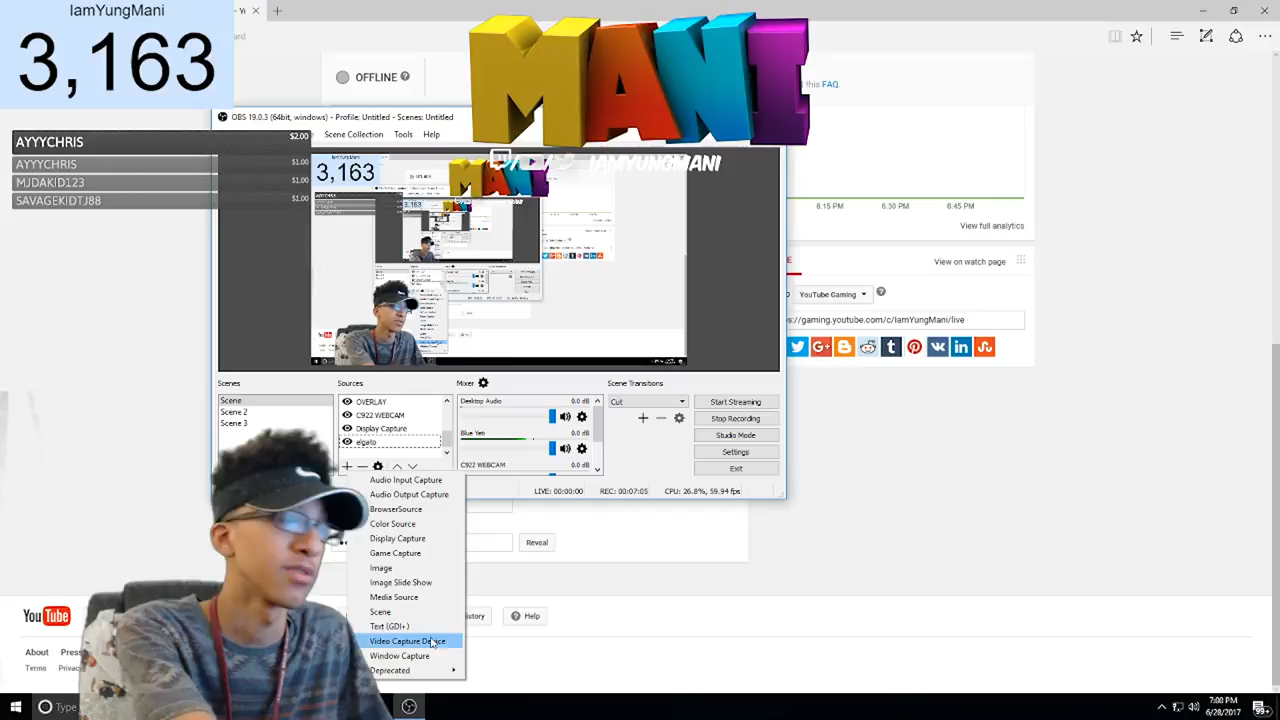 IamYungMani
3,163
MANI
IAMYUNGMANI
OFFLINE
this FAQ.
OBS 19.0.3 (64bit, windows) - Profile: Untitled - Scenes: Untitled
Scene Collection
Tools
Help
AYYYCHRIS $2.00
AYYYCHRIS $1.00
MJDAKID123 $1.00
SAVAGEKIDTJ88 $1.00
3,163
6:15 PM
6:30 PM
6:45 PM
View full analytics
View on watch page
YouTube Gaming
s://gaming.youtube.com/c/IamYungMani/live
Scenes
Scene
Scene 2
Scene 3
Sources
OVERLAY
C922 WEBCAM
Display Capture
elgato
Mixer
Desktop Audio 0.0 dB
Blue Yeti 0.0 dB
C922 WEBCAM 0.0 dB
Scene Transitions
Cut
Start Streaming
Stop Recording
Studio Mode
Settings
Exit
LIVE: 00:00:00
REC: 00:07:05
CPU: 26.8%, 59.94 fps
Audio Input Capture
Audio Output Capture
BrowserSource
Color Source
Display Capture
Game Capture
Image
Image Slide Show
Media Source
Scene
Text (GDI+)
Video Capture Device
Window Capture
Deprecated
Reveal
YouTube
story
Help
About
Press
Terms
Type
7:00 PM
6/28/2017
99+